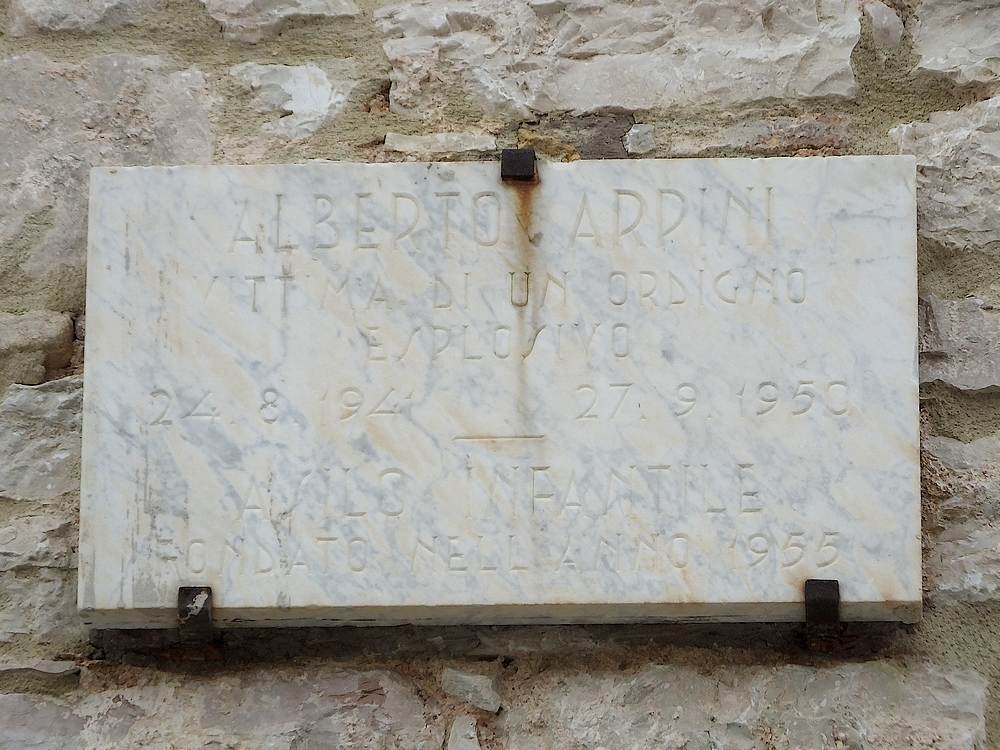 ALBERTO ARPINI
VITTIMA DI UN ORDIGNO
ESPLOSIVO
24. 8 1941 27. 9. 1950
ASILO INFANTILE
FONDATO NELL'ANNO 1955